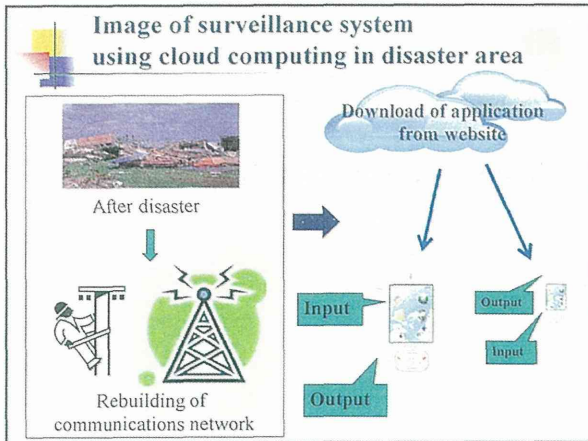 Image of surveillance system
using cloud computing in disaster area
Download of application
from website
After disaster
Rebuilding of
communications network
Input
Output
Output
Input